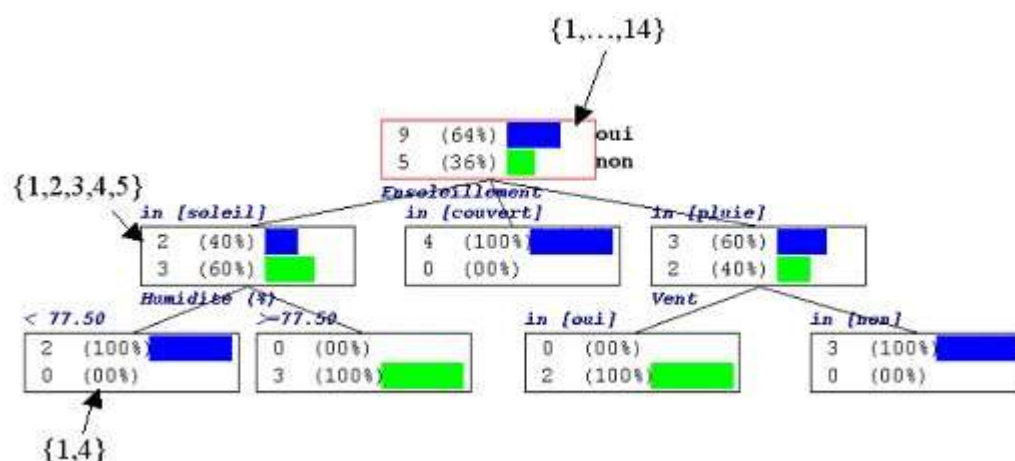 {1,...,14}
9 (64%) oui
5 (36%) non
{1,2,3,4,5}
Ensoleillement
in [soleil] in [couvert] in [pluie]
2 (40%) 4 (100%) 3 (60%)
3 (60%) 0 (00%) 2 (40%)
Humidité (%) Vent
< 77.50 >=77.50 in [oui] in [non]
2 (100%) 0 (00%) 0 (00%) 3 (100%)
0 (00%) 3 (100%) 2 (100%) 0 (00%)
{1,4}